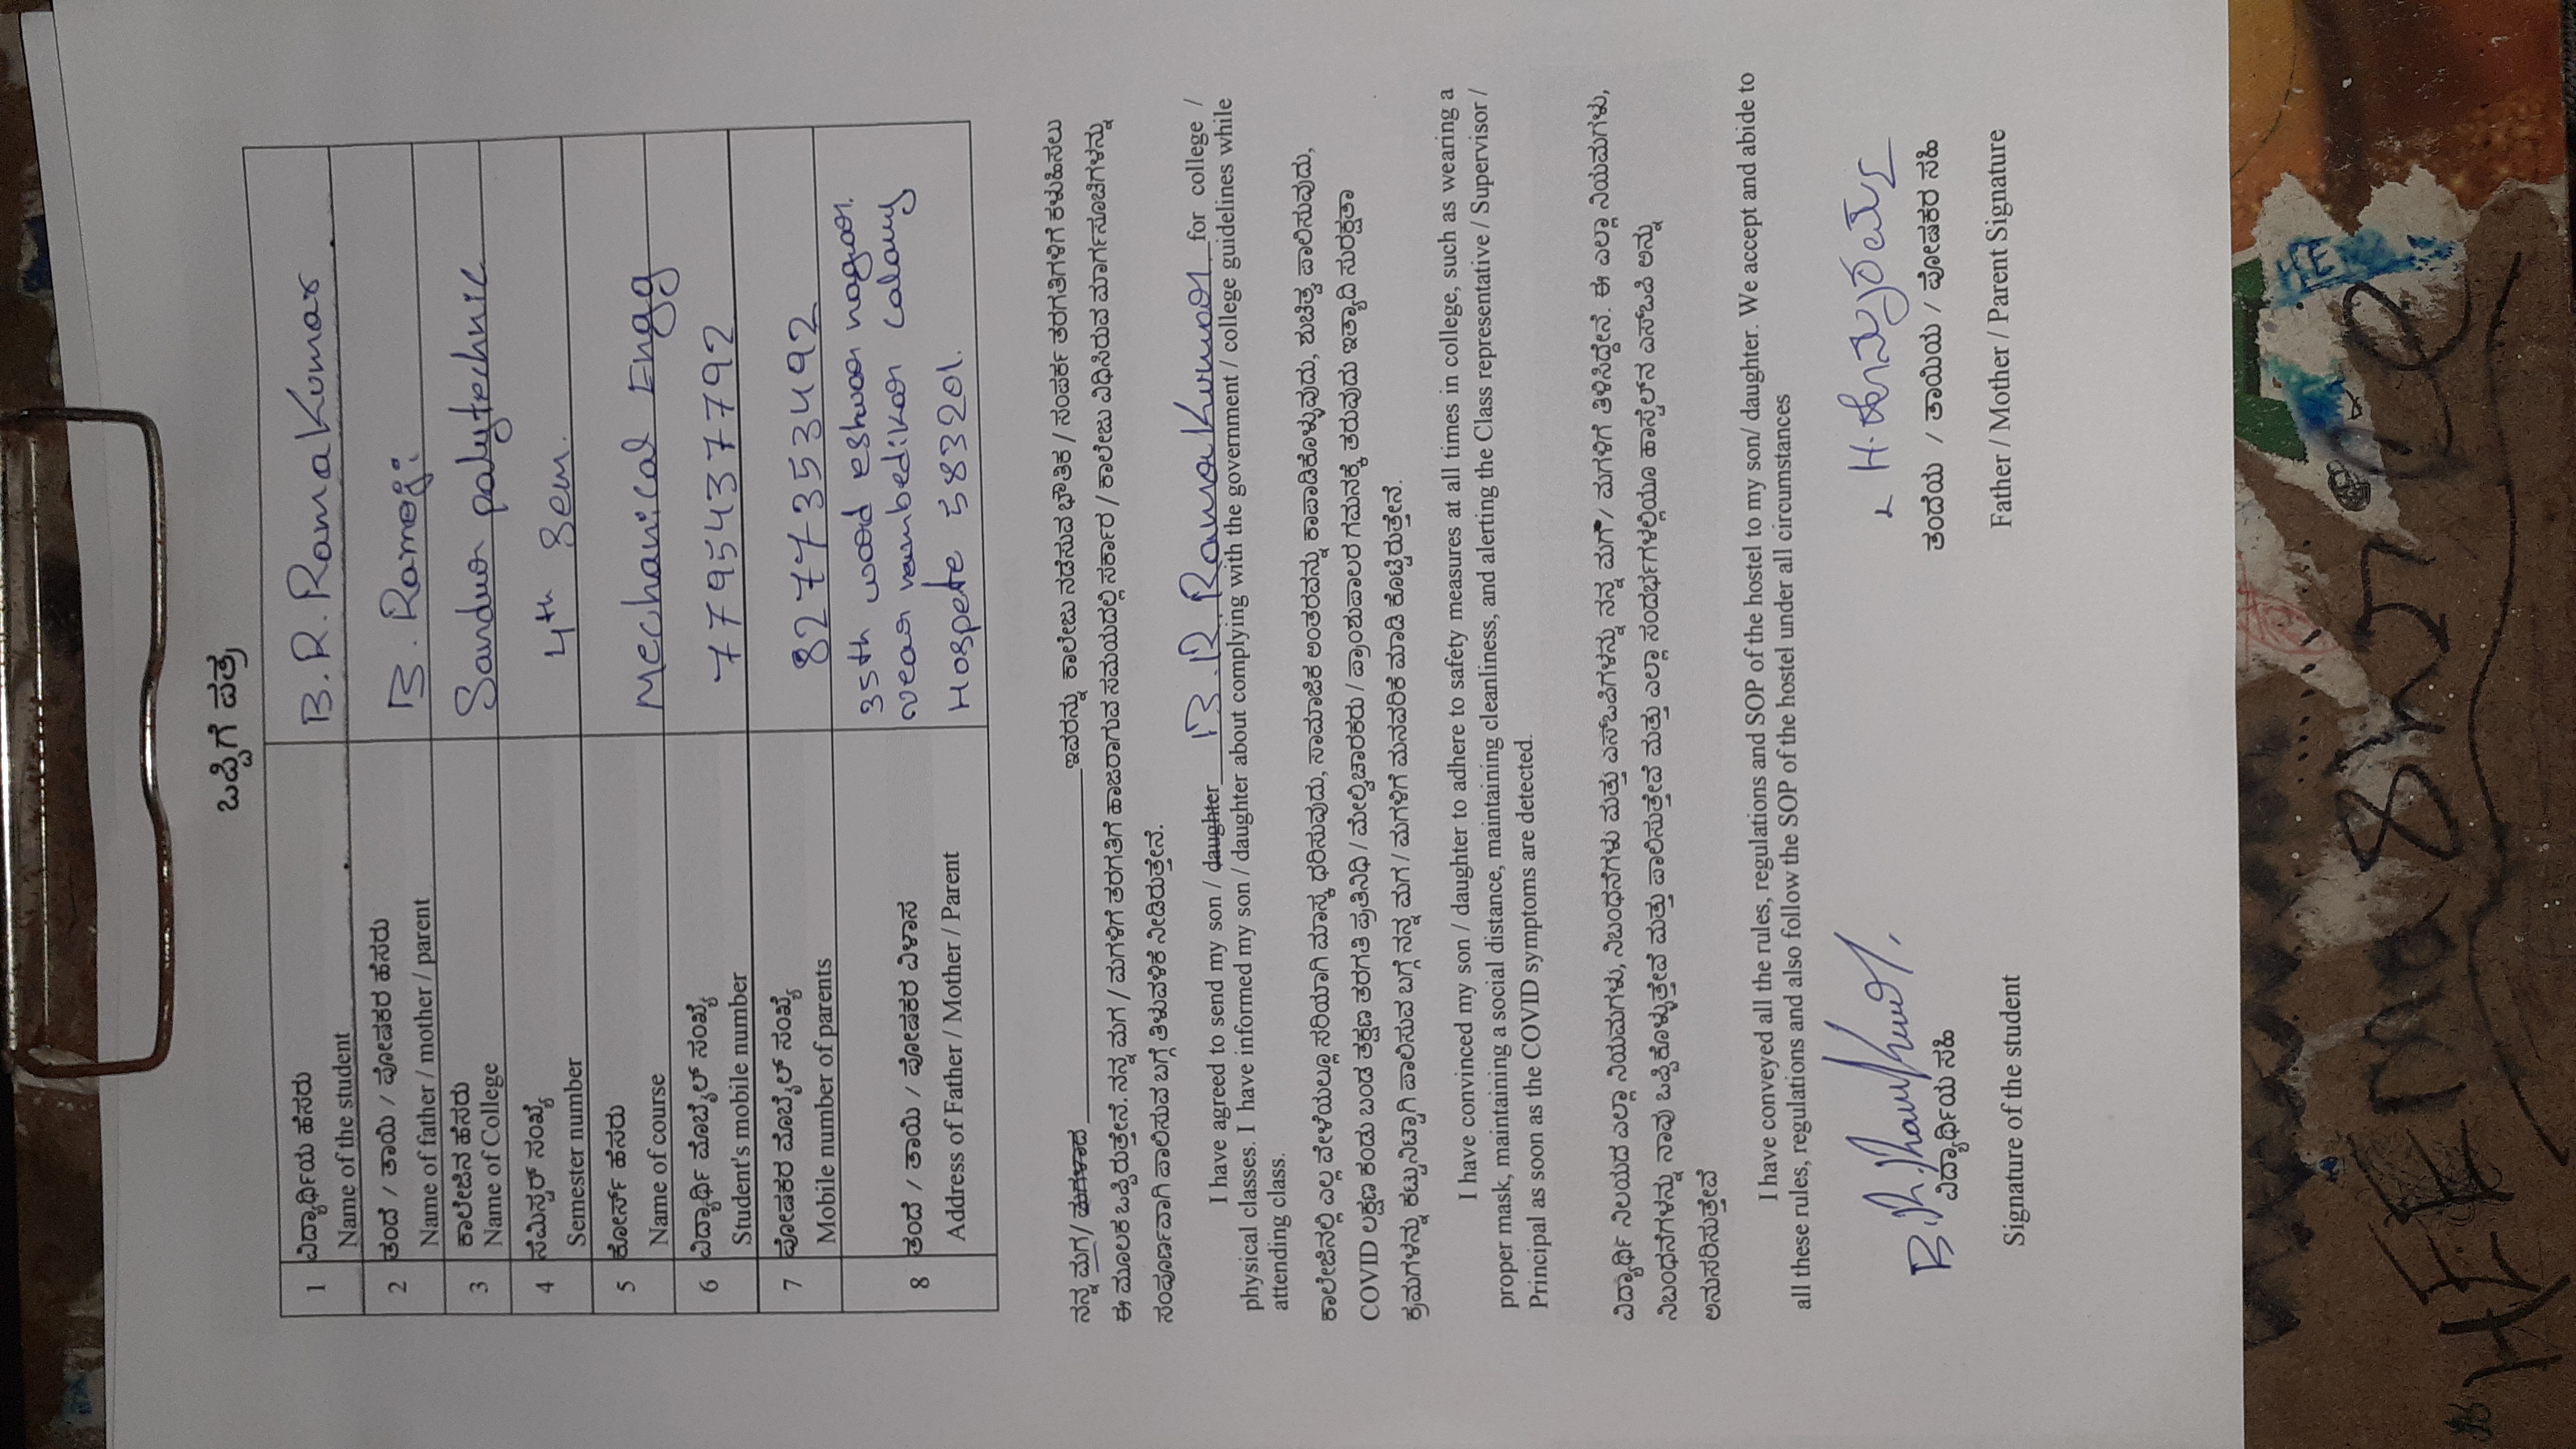 ಒಪ್ಪಿಗೆ ಪತ್ರ
1 ವಿದ್ಯಾರ್ಥಿಯ ಹೆಸರು
Name of the student B.R.RamaKumar
2 ತಂದೆ / ತಾಯಿ / ಪೋಷಕರ ಹೆಸರು
Name of father / mother / parent B. Ramoji
3 ಕಾಲೇಜಿನ ಹೆಸರು
Name of College Sandur polytechnic
4 ಸೆಮಿಸ್ಟರ್ ಸಂಖ್ಯೆ
Semester number 4th Sem.
5 ಕೋರ್ಸ್ ಹೆಸರು
Name of course Mechanical Engg
6 ವಿದ್ಯಾರ್ಥಿ ಮೊಬೈಲ್ ಸಂಖ್ಯೆ
Student's mobile number 7795437792
7 ಪೋಷಕರ ಮೊಬೈಲ್ ಸಂಖ್ಯೆ
Mobile number of parents 8277353492
8 ತಂದೆ / ತಾಯಿ / ಪೋಷಕರ ವಿಳಾಸ
Address of Father / Mother / Parent
35th ward eshwar nagar.
near calany
Hospete 583201.
ನನ್ನ ಮಗ/ ಮಗಳಾದ ಇವರನ್ನು ಕಾಲೇಜು ನಡೆಸುವ ಭೌತಿಕ / ಸಂಪರ್ಕ ತರಗತಿಗಳಿಗೆ ಕಳುಹಿಸಲು
ಈ ಮೂಲಕ ಒಪ್ಪಿರುತ್ತೇನೆ. ನನ್ನ ಮಗ / ಮಗಳಿಗೆ ತರಗತಿಗೆ ಹಾಜರಾಗುವ ಸಮಯದಲ್ಲಿ ಸರ್ಕಾರ / ಕಾಲೇಜು ವಿಧಿಸಿರುವ ಮಾರ್ಗಸೂಚಿಗಳನ್ನು
ಸಂಪೂರ್ಣವಾಗಿ ಪಾಲಿಸುವ ಬಗ್ಗೆ ತಿಳುವಳಿಕೆ ನೀಡಿರುತ್ತೇನೆ.
I have agreed to send my son / daughter B.R.RamaKumar for college /
physical classes. I have informed my son / daughter about complying with the government / college guidelines while
attending class.
ಕಾಲೇಜಿನಲ್ಲಿ ಎಲ್ಲ ವೇಳೆಯಲ್ಲೂ ಸರಿಯಾಗಿ ಮಾಸ್ಕ ಧರಿಸುವುದು, ಸಾಮಾಜಿಕ ಅಂತರವನ್ನು ಕಾಪಾಡಿಕೊಳ್ಳುವುದು, ಶುಚಿತ್ವ ಪಾಲಿಸುವುದು,
COVID ಲಕ್ಷಣ ಕಂಡು ಬಂಡ ತಕ್ಷಣ ತರಗತಿ ಪ್ರತಿನಿಧಿ / ಮೇಲ್ವಿಚಾರಕರು / ಪ್ರಾಂಶುಪಾಲರ ಗಮನಕ್ಕೆ ತರುವುದು ಇತ್ಯಾದಿ ಸುರಕ್ಷತಾ
ಕ್ರಮಗಳನ್ನು ಕಟ್ಟುನಿಟ್ಟಾಗಿ ಪಾಲಿಸುವ ಬಗ್ಗೆ ನನ್ನ ಮಗ / ಮಗಳಿಗೆ ಮನವರಿಕೆ ಮಾಡಿ ಕೊಟ್ಟಿರುತ್ತೇನೆ.
I have convinced my son / daughter to adhere to safety measures at all times in college, such as wearing a
proper mask, maintaining a social distance, maintaining cleanliness, and alerting the Class representative / Supervisor /
Principal as soon as the COVID symptoms are detected.
ವಿದ್ಯಾರ್ಥಿ ನಿಲಯದ ಎಲ್ಲಾ ನಿಯಮಗಳು, ನಿಬಂಧನೆಗಳು ಮತ್ತು ಎಸ್‌ಒಪಿಗಳನ್ನು ನನ್ನ ಮಗ / ಮಗಳಿಗೆ ತಿಳಿಸಿದ್ದೇನೆ. ಈ ಎಲ್ಲಾ ನಿಯಮಗಳು,
ನಿಬಂಧನೆಗಳನ್ನು ನಾವು ಒಪ್ಪಿಕೊಳ್ಳುತ್ತೇವೆ ಮತ್ತು ಪಾಲಿಸುತ್ತೇವೆ ಮತ್ತು ಎಲ್ಲಾ ಸಂದರ್ಭಗಳಲ್ಲಿಯೂ ಹಾಸ್ಟೆಲ್‌ನ ಎಸ್‌ಒಪಿ ಅನ್ನು
ಅನುಸರಿಸುತ್ತೇವೆ
I have conveyed all the rules, regulations and SOP of the hostel to my son/ daughter. We accept and abide to
all these rules, regulations and also follow the SOP of the hostel under all circumstances
B.R.RamKumar. H.ಹೊನ್ನುರಮ್ಮ
ವಿದ್ಯಾರ್ಥಿಯ ಸಹಿ ತಂದೆಯ / ತಾಯಿಯ / ಪೋಷಕರ ಸಹಿ
Signature of the student Father / Mother / Parent Signature